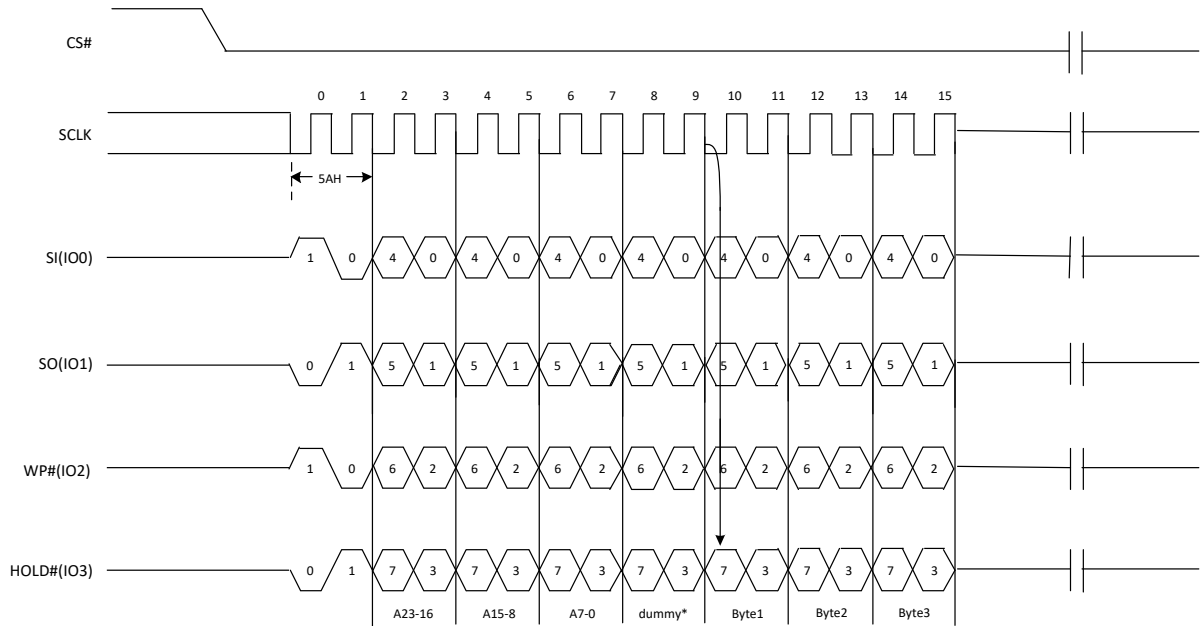 CS#
0 1 2 3 4 5 6 7 8 9 10 11 12 13 14 15
SCLK
5AH
SI(IO0) 1 0 4 0 4 0 4 0 4 0 4 0 4 0 4 0
SO(IO1) 0 1 5 1 5 1 5 1 5 1 5 1 5 1 5 1
WP#(IO2) 1 0 6 2 6 2 6 2 6 2 6 2 6 2 6 2
HOLD#(IO3) 0 1 7 3 7 3 7 3 7 3 7 3 7 3 7 3
A23-16 A15-8 A7-0 dummy* Byte1 Byte2 Byte3